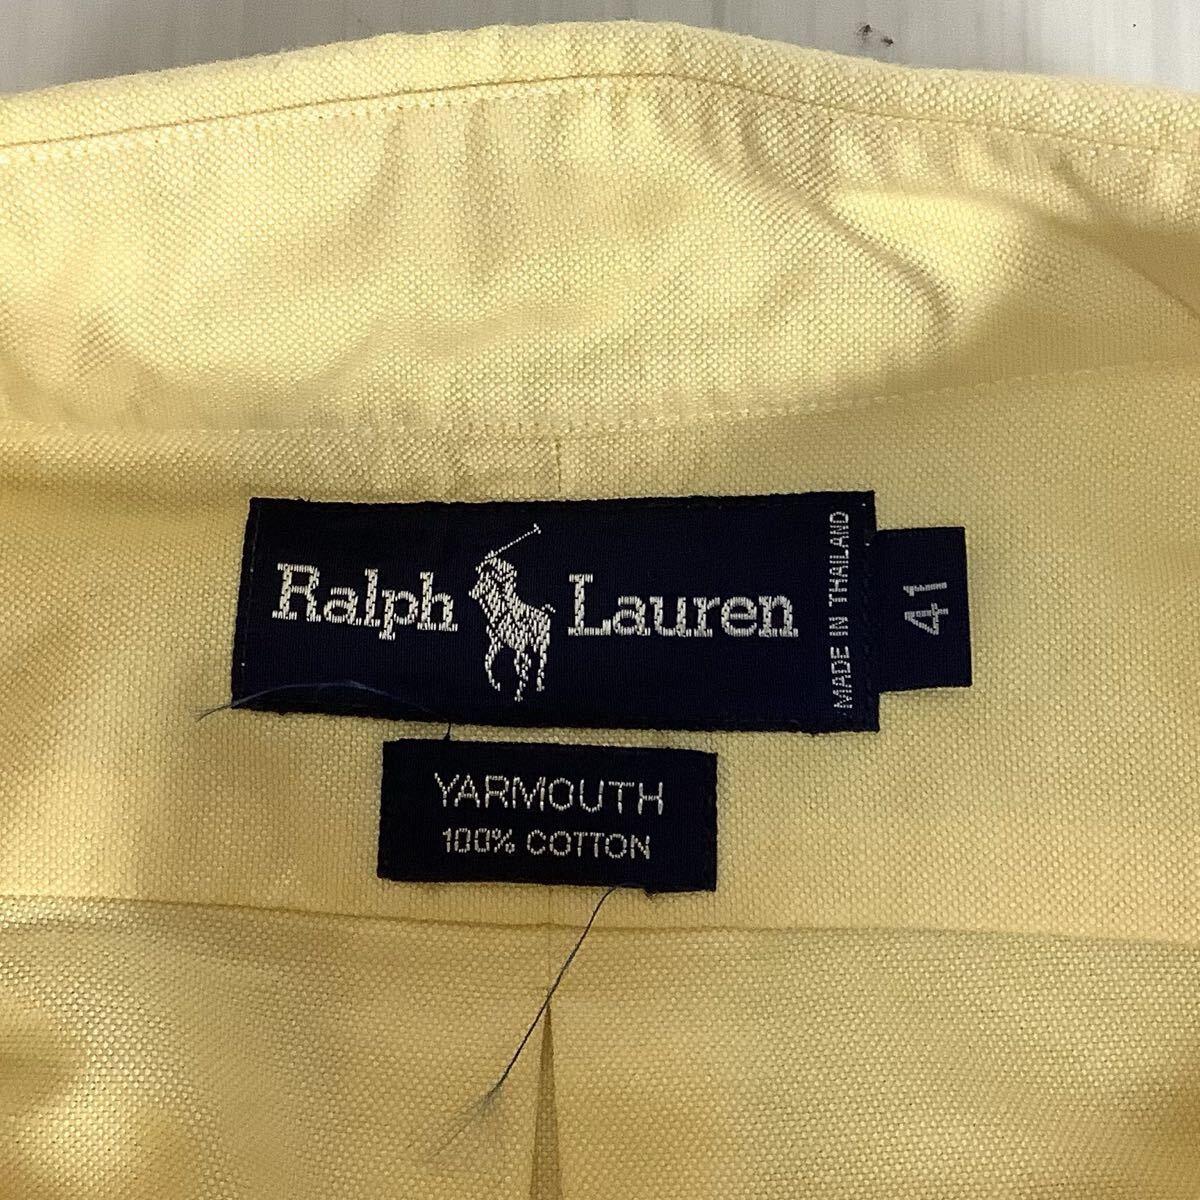 Ralph Lauren
MADE IN THAILAND
41
YARMOUTH
100% COTTON